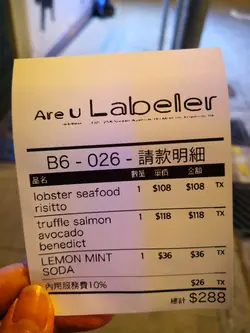 Are U Labeller
B6 - 026 - 請款明細
品名 數量 單價 金額
lobster seafood 1 $108 $108 TX
risitto
truffle salmon 1 $118 $118 TX
avocado
benedict
LEMON MINT 1 $36 $36 TX
SODA
內用服務費10% $26 TX
總計 $288